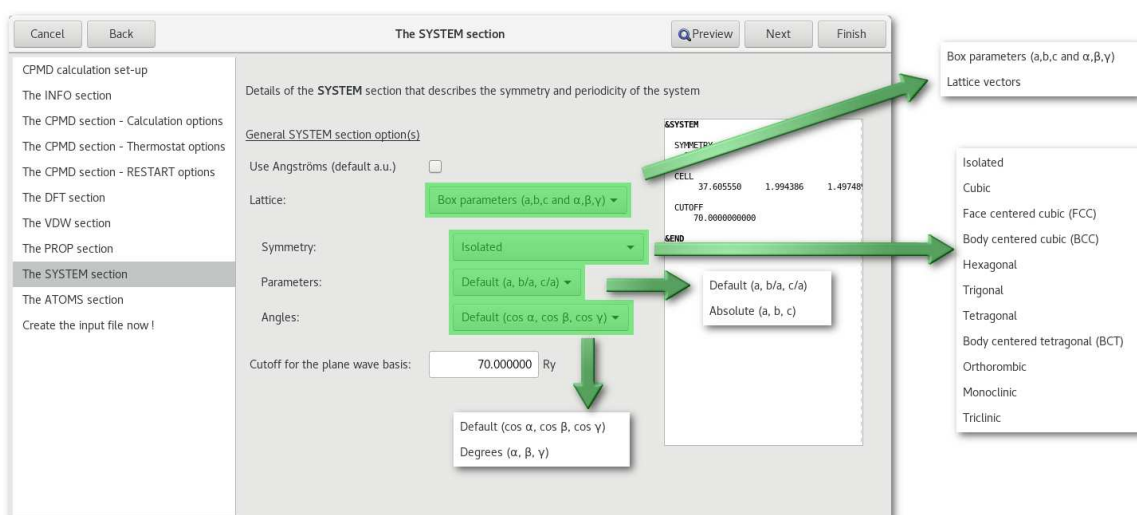 Cancel Back The SYSTEM section Preview Next Finish
CPMD calculation set-up
The INFO section
The CPMD section - Calculation options
The CPMD section - Thermostat options
The CPMD section - RESTART options
The DFT section
The VDW section
The PROP section
The SYSTEM section
The ATOMS section
Create the input file now !
Details of the SYSTEM section that describes the symmetry and periodicity of the system
General SYSTEM section option(s)
Use Angströms (default a.u.)
Lattice: Box parameters (a,b,c and α,β,γ)
Symmetry: Isolated
Parameters: Default (a, b/a, c/a)
Angles: Default (cos α, cos β, cos γ)
Cutoff for the plane wave basis: 70.000000 Ry
&SYSTEM
SYMMETRY
CELL
37.605550 1.994386 1.49748
CUTOFF
70.0000000000
&END
Default (a, b/a, c/a)
Absolute (a, b, c)
Default (cos α, cos β, cos γ)
Degrees (α, β, γ)
Box parameters (a,b,c and α,β,γ)
Lattice vectors
Isolated
Cubic
Face centered cubic (FCC)
Body centered cubic (BCC)
Hexagonal
Trigonal
Tetragonal
Body centered tetragonal (BCT)
Orthorombic
Monoclinic
Triclinic